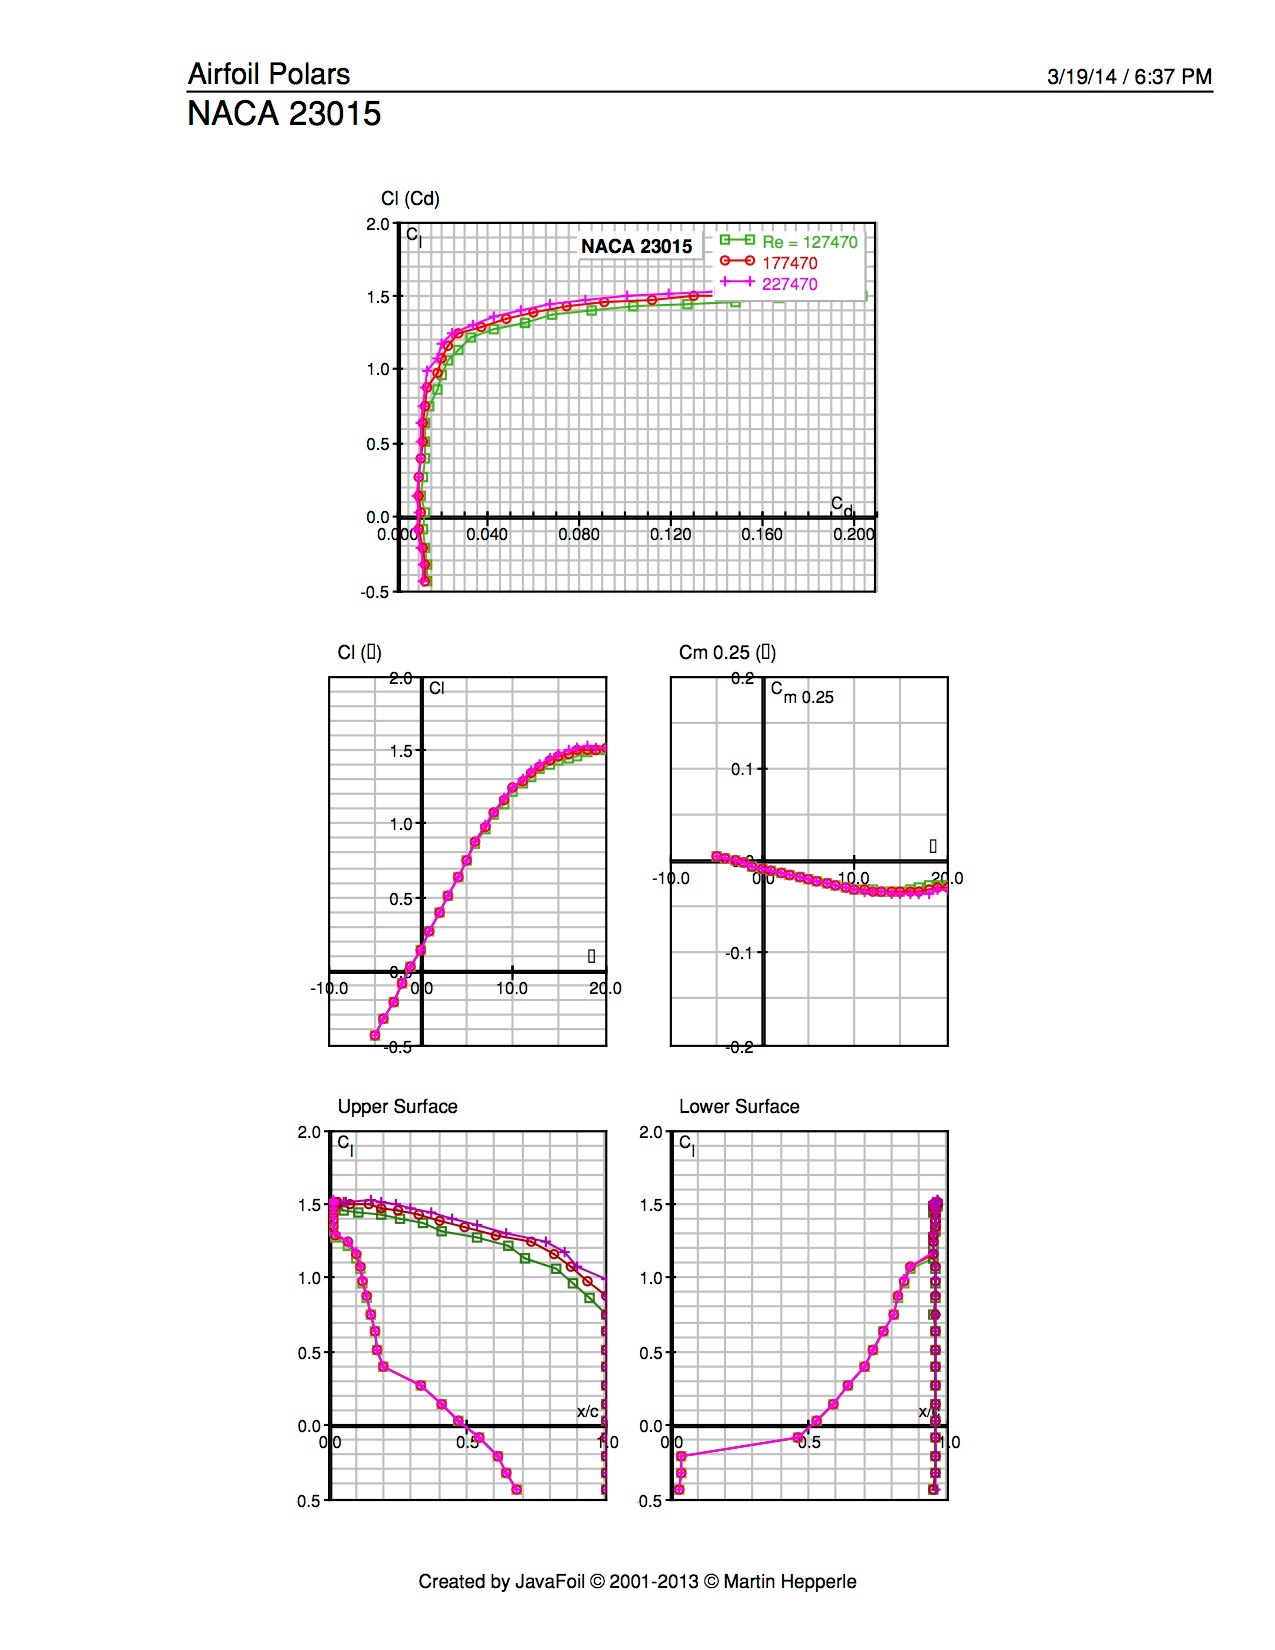 Airfoil Polars 3/19/14 / 6:37 PM
NACA 23015
Cl (Cd)
2.0
Cl
NACA 23015
Re = 127470
177470
227470
1.5
1.0
0.5
Cd
0.0
0.000 0.040 0.080 0.120 0.160 0.200
-0.5
Cl (▯)
2.0
Cl
1.5
1.0
0.5
▯
0.0
-10.0 0.0 10.0 20.0
-0.5
Cm 0.25 (▯)
0.2
Cm 0.25
0.1
▯
-10.0 0.0 10.0 20.0
-0.1
-0.2
Upper Surface
2.0
Cl
1.5
1.0
0.5
x/c
0.0
0.0 0.5 1.0
0.5
Lower Surface
2.0
Cl
1.5
1.0
0.5
x/c
0.0
0.0 0.5 1.0
0.5
Created by JavaFoil © 2001-2013 © Martin Hepperle